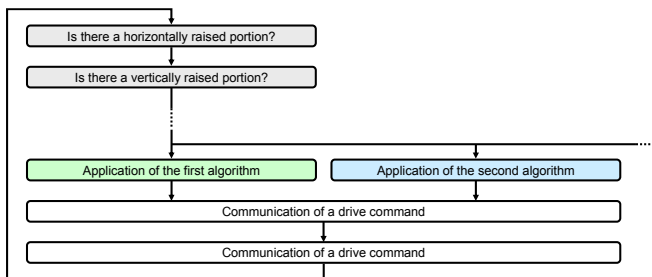 Is there a horizontally raised portion?
Is there a vertically raised portion?
Application of the first algorithm
Application of the second algorithm
Communication of a drive command
Communication of a drive command